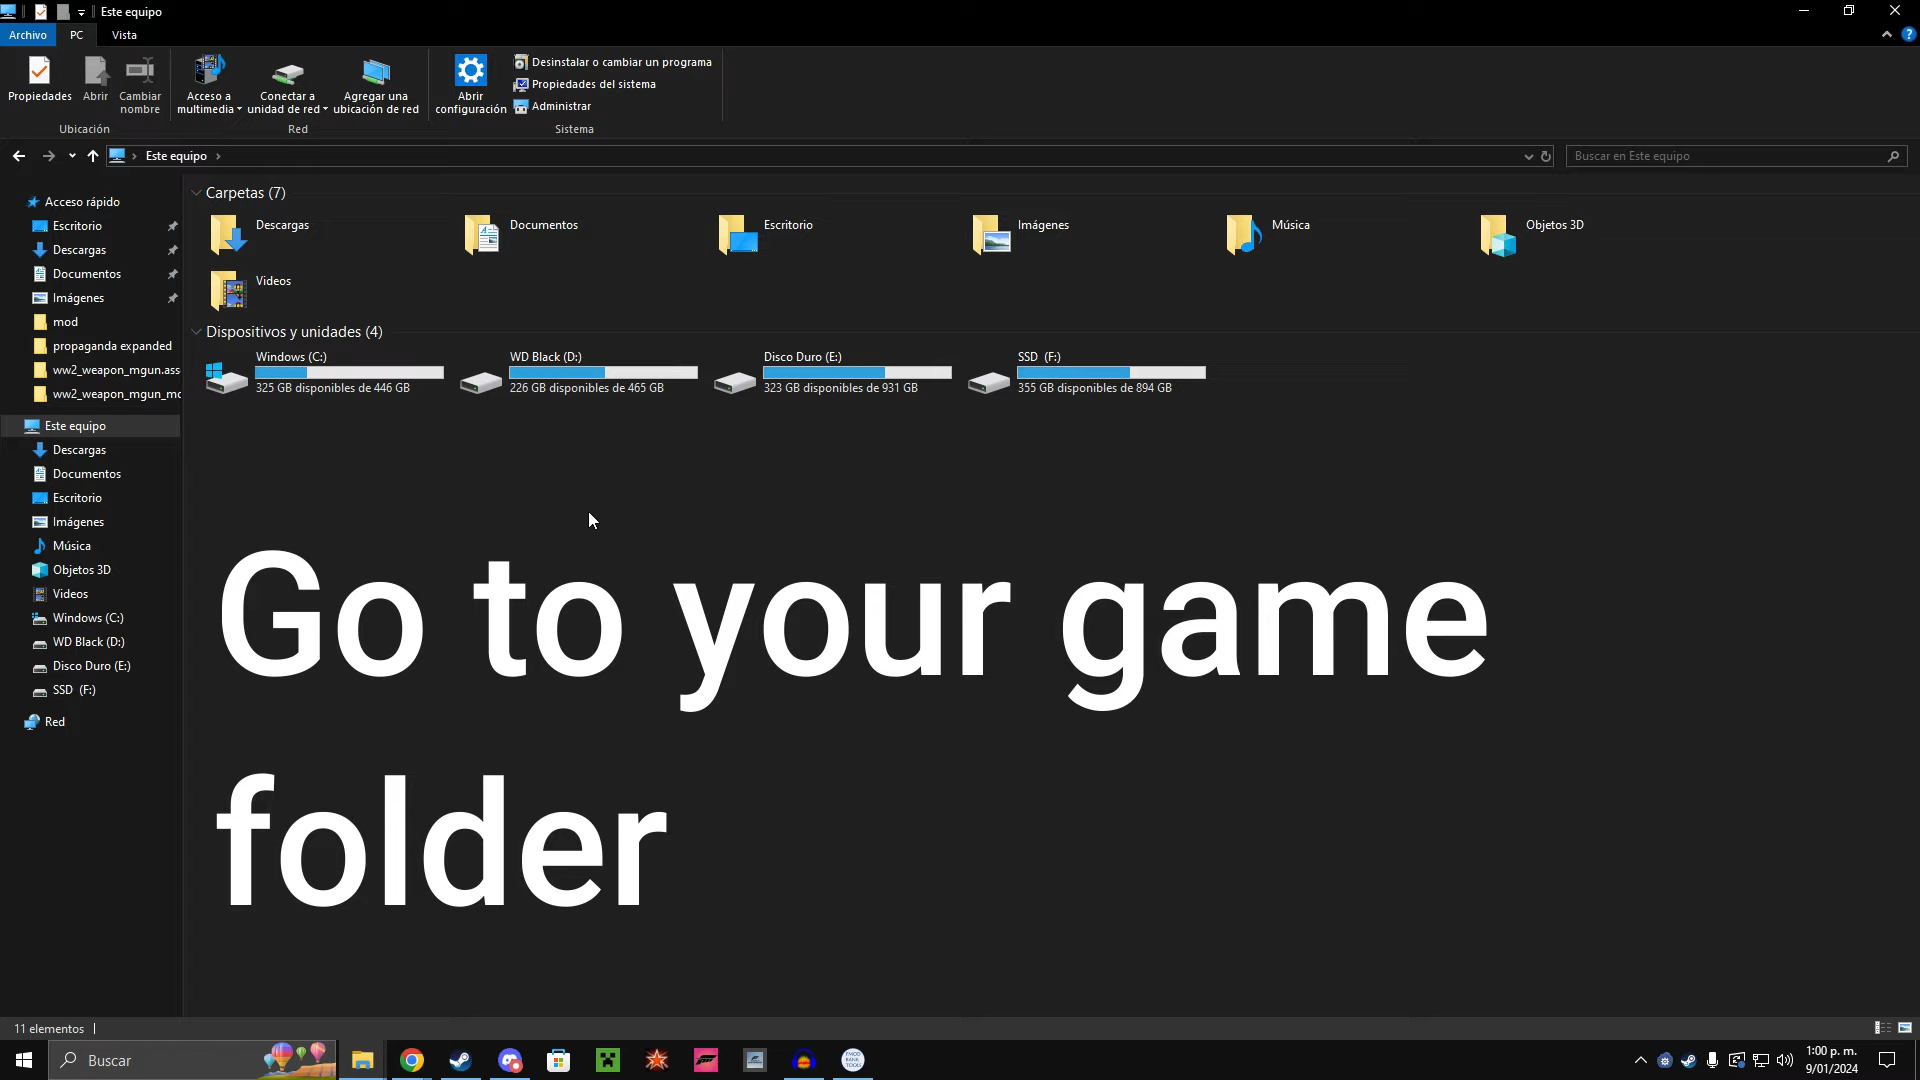 Este equipo
Archivo
PC
Vista
Propiedades
Abrir
Cambiar
nombre
Acceso a
multimedia
Conectar a
unidad de red
Agregar una
ubicación de red
Abrir
configuración
Desinstalar o cambiar un programa
Propiedades del sistema
Administrar
Ubicación
Red
Sistema
Este equipo
Buscar en Este equipo
Acceso rápido
Escritorio
Descargas
Documentos
Imágenes
mod
propaganda expanded
ww2_weapon_mgun.ass
ww2_weapon_mgun_mc
Este equipo
Descargas
Documentos
Escritorio
Imágenes
Música
Objetos 3D
Videos
Windows (C:)
WD Black (D:)
Disco Duro (E:)
SSD (F:)
Red
Carpetas (7)
Descargas
Documentos
Escritorio
Imágenes
Música
Objetos 3D
Videos
Dispositivos y unidades (4)
Windows (C:)
325 GB disponibles de 446 GB
WD Black (D:)
226 GB disponibles de 465 GB
Disco Duro (E:)
323 GB disponibles de 931 GB
SSD (F:)
355 GB disponibles de 894 GB
Go to your game
folder
11 elementos
Buscar
FMOD
BANK
TOOLS
1:00 p. m.
9/01/2024